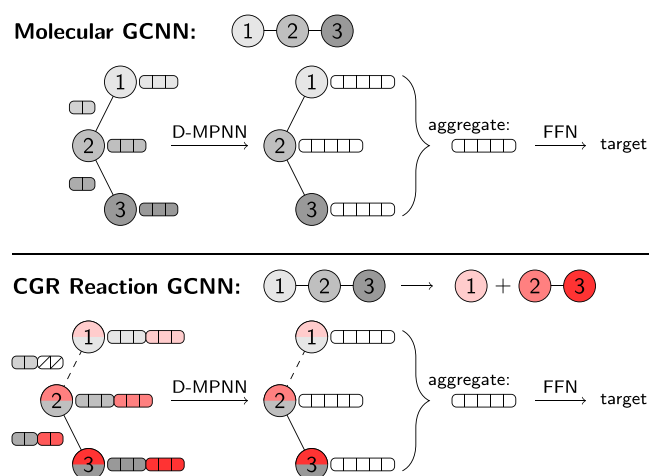 Molecular GCNN: 1 2 3
1
D-MPNN 1 aggregate: FFN
2 2 target
3 3
CGR Reaction GCNN: 1 2 3 1 + 2 3
1 1
D-MPNN aggregate: FFN
2 2 target
3 3